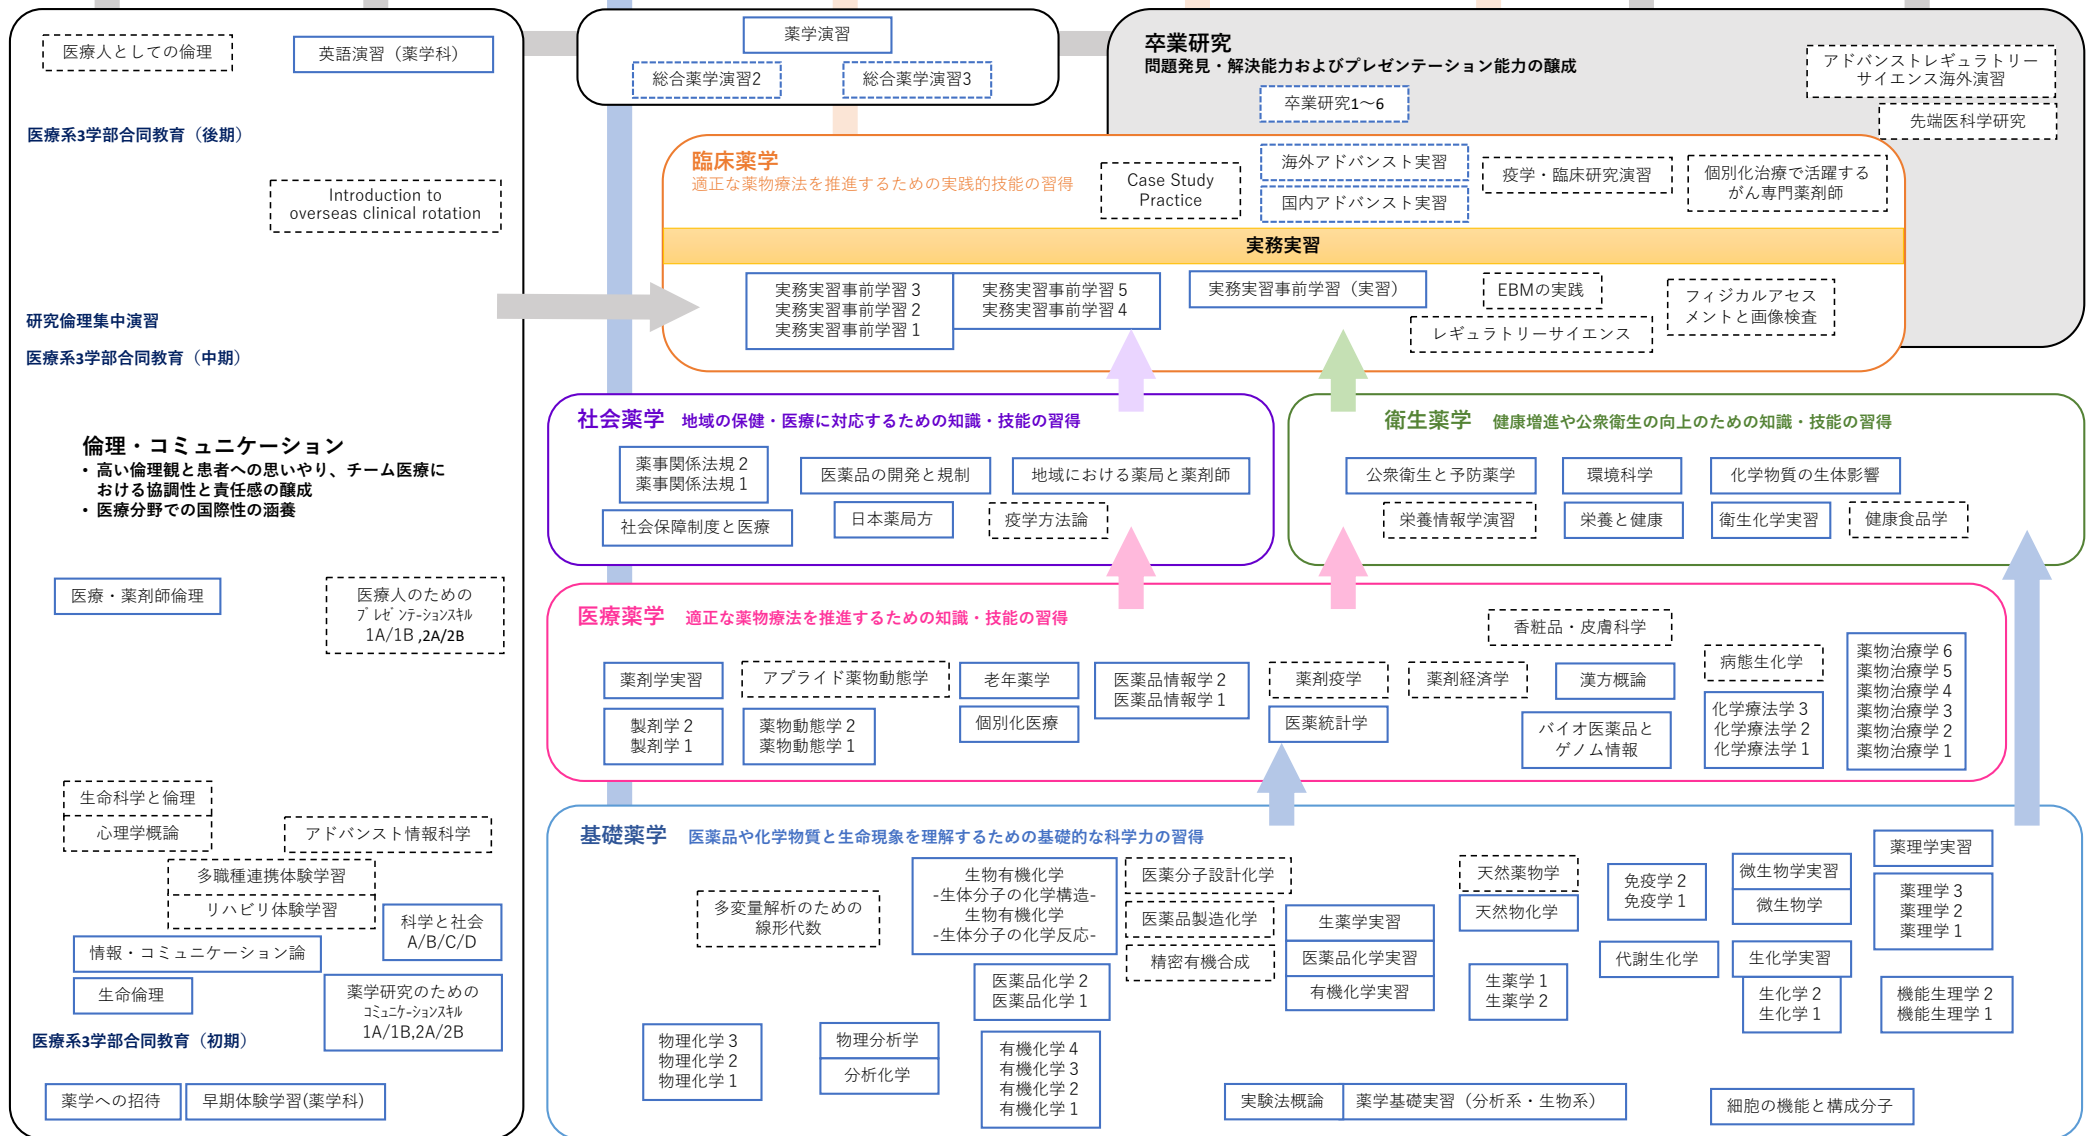 医療人としての倫理
英語演習（薬学科）
医療系3学部合同教育（後期）
Introduction to
overseas clinical rotation
研究倫理集中演習
医療系3学部合同教育（中期）
倫理・コミュニケーション
• 高い倫理観と患者への思いやり、チーム医療に
おける協調性と責任感の醸成
• 医療分野での国際性の涵養
医療・薬剤師倫理
医療人のための
ﾌﾟﾚｾﾞﾝﾃｰｼｮﾝｽｷﾙ
1A/1B ,2A/2B
生命科学と倫理
心理学概論
アドバンスト情報科学
多職種連携体験学習
リハビリ体験学習
科学と社会
A/B/C/D
情報・コミュニケーション論
生命倫理
薬学研究のための
ｺﾐｭﾆｹｰｼｮﾝｽｷﾙ
1A/1B,2A/2B
医療系3学部合同教育（初期）
薬学への招待
早期体験学習(薬学科)
薬学演習
総合薬学演習2
総合薬学演習3
卒業研究
問題発見・解決能力およびプレゼンテーション能力の醸成
卒業研究1～6
アドバンストレギュラトリー
サイエンス海外演習
先端医科学研究
臨床薬学
適正な薬物療法を推進するための実践的技能の習得
Case Study
Practice
海外アドバンスト実習
国内アドバンスト実習
疫学・臨床研究演習
個別化治療で活躍する
がん専門薬剤師
実務実習
実務実習事前学習 3
実務実習事前学習 2
実務実習事前学習 1
実務実習事前学習 5
実務実習事前学習 4
実務実習事前学習（実習）
EBMの実践
レギュラトリーサイエンス
フィジカルアセス
メントと画像検査
社会薬学 地域の保健・医療に対応するための知識・技能の習得
薬事関係法規 2
薬事関係法規 1
医薬品の開発と規制
地域における薬局と薬剤師
社会保障制度と医療
日本薬局方
疫学方法論
衛生薬学 健康増進や公衆衛生の向上のための知識・技能の習得
公衆衛生と予防薬学
環境科学
化学物質の生体影響
栄養情報学演習
栄養と健康
衛生化学実習
健康食品学
医療薬学 適正な薬物療法を推進するための知識・技能の習得
香粧品・皮膚科学
薬剤学実習
アプライド薬物動態学
老年薬学
医薬品情報学 2
医薬品情報学 1
薬剤疫学
薬剤経済学
漢方概論
病態生化学
薬物治療学 6
薬物治療学 5
薬物治療学 4
薬物治療学 3
薬物治療学 2
薬物治療学 1
製剤学 2
製剤学 1
薬物動態学 2
薬物動態学 1
個別化医療
医薬統計学
バイオ医薬品と
ゲノム情報
化学療法学 3
化学療法学 2
化学療法学 1
基礎薬学 医薬品や化学物質と生命現象を理解するための基礎的な科学力の習得
多変量解析のための
線形代数
生物有機化学
-生体分子の化学構造-
生物有機化学
-生体分子の化学反応-
医薬分子設計化学
医薬品製造化学
精密有機合成
生薬学実習
医薬品化学実習
有機化学実習
天然薬物学
天然物化学
免疫学 2
免疫学 1
微生物学実習
微生物学
薬理学実習
薬理学 3
薬理学 2
薬理学 1
医薬品化学 2
医薬品化学 1
生薬学 1
生薬学 2
代謝生化学
生化学実習
生化学 2
生化学 1
機能生理学 2
機能生理学 1
物理化学 3
物理化学 2
物理化学 1
物理分析学
分析化学
有機化学 4
有機化学 3
有機化学 2
有機化学 1
実験法概論
薬学基礎実習（分析系・生物系）
細胞の機能と構成分子